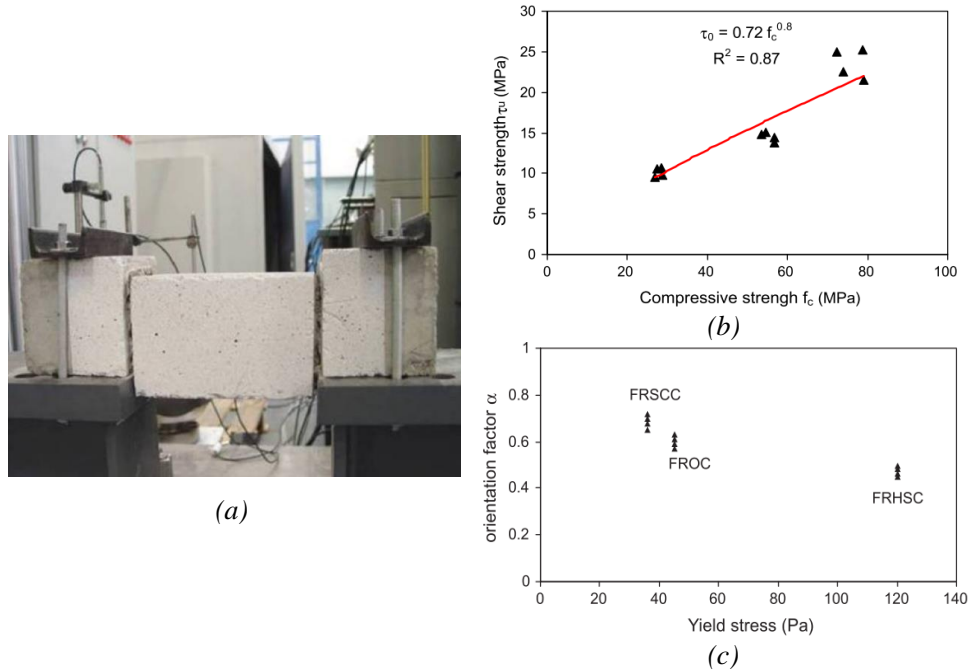 30
25
20
15
10
5
0
0 20 40 60 80 100
Shear strength τu (MPa)
τ0 = 0.72 fc^0.8
R² = 0.87
Compressive strengh fc (MPa)
(a)
(b)
1
0.8
0.6
0.4
0.2
0
0 20 40 60 80 100 120 140
orientation factor α
FRSCC
FROC
FRHSC
Yield stress (Pa)
(c)